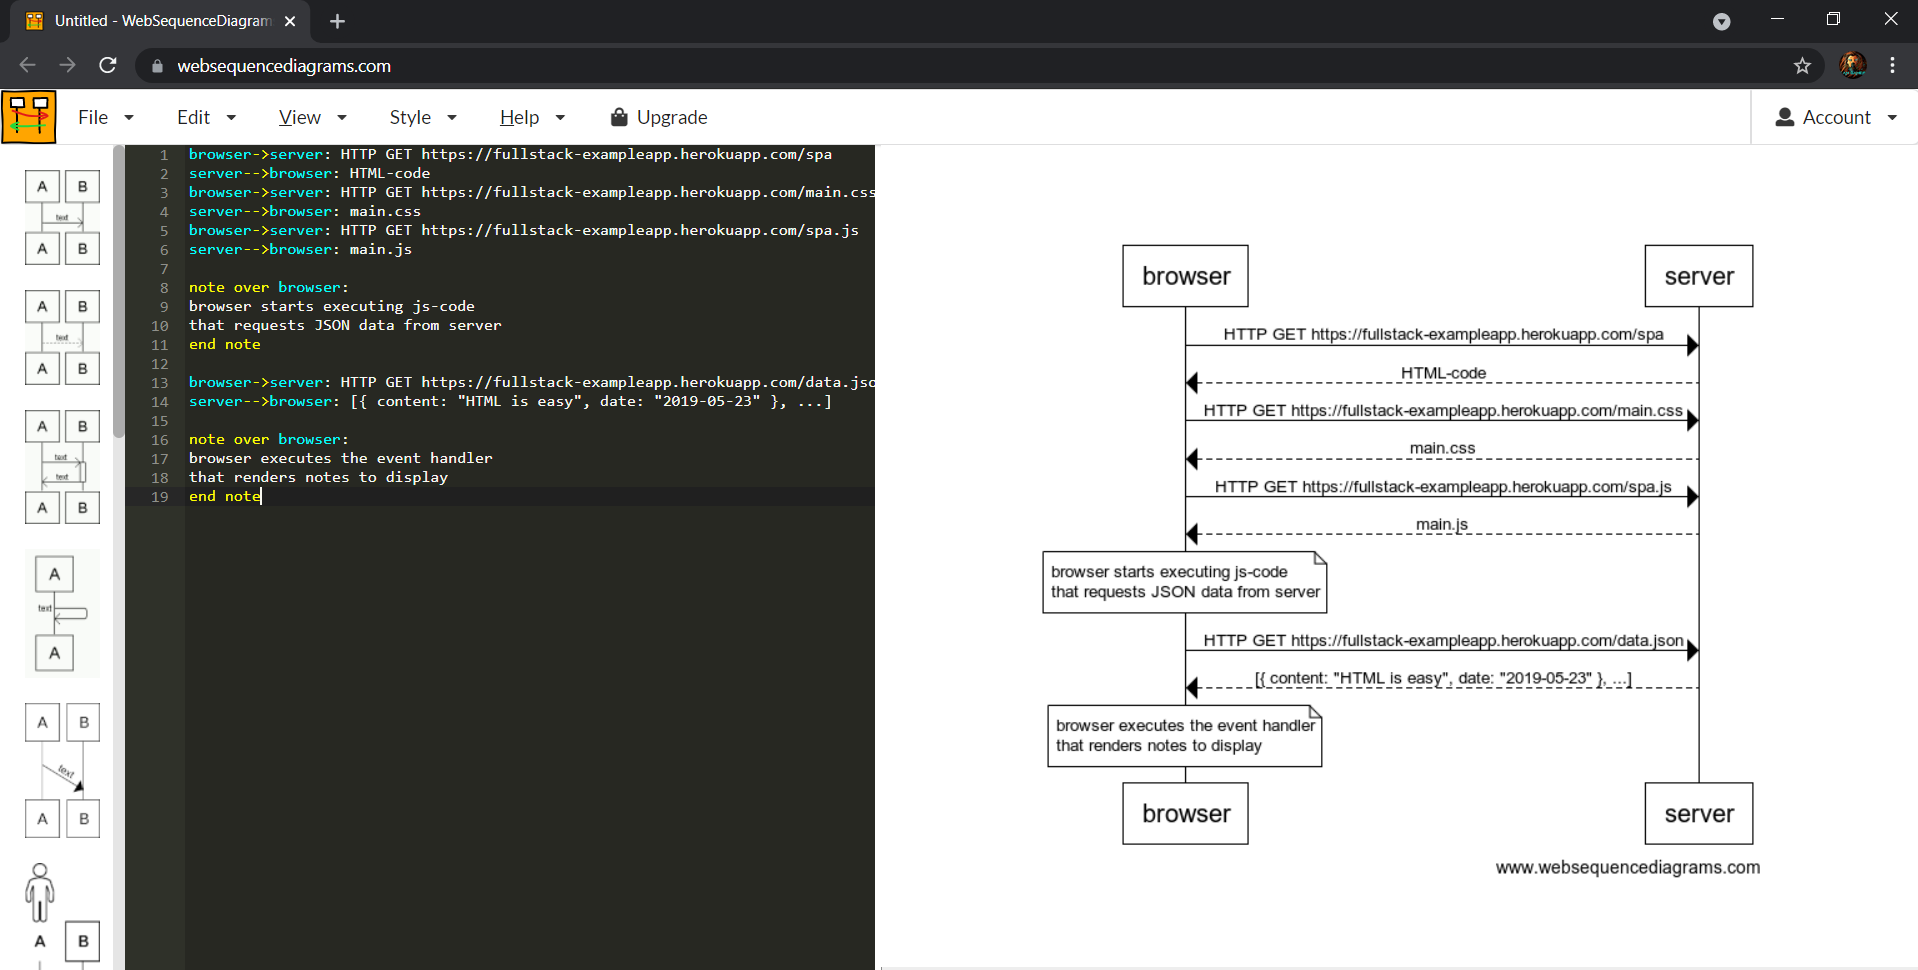 Untitled - WebSequenceDiagram
websequencediagrams.com
File Edit View Style Help Upgrade Account
A B
text
A B
A B
text
A B
A B
text
text
A B
A
text
A
A B
text
A B
A B
1 browser->server: HTTP GET https://fullstack-exampleapp.herokuapp.com/spa
2 server-->browser: HTML-code
3 browser->server: HTTP GET https://fullstack-exampleapp.herokuapp.com/main.css
4 server-->browser: main.css
5 browser->server: HTTP GET https://fullstack-exampleapp.herokuapp.com/spa.js
6 server-->browser: main.js
7
8 note over browser:
9 browser starts executing js-code
10 that requests JSON data from server
11 end note
12
13 browser->server: HTTP GET https://fullstack-exampleapp.herokuapp.com/data.jso
14 server-->browser: [{ content: "HTML is easy", date: "2019-05-23" }, ...]
15
16 note over browser:
17 browser executes the event handler
18 that renders notes to display
19 end note
browser server
HTTP GET https://fullstack-exampleapp.herokuapp.com/spa
HTML-code
HTTP GET https://fullstack-exampleapp.herokuapp.com/main.css
main.css
HTTP GET https://fullstack-exampleapp.herokuapp.com/spa.js
main.js
browser starts executing js-code
that requests JSON data from server
HTTP GET https://fullstack-exampleapp.herokuapp.com/data.json
[{ content: "HTML is easy", date: "2019-05-23" }, ...]
browser executes the event handler
that renders notes to display
browser server
www.websequencediagrams.com